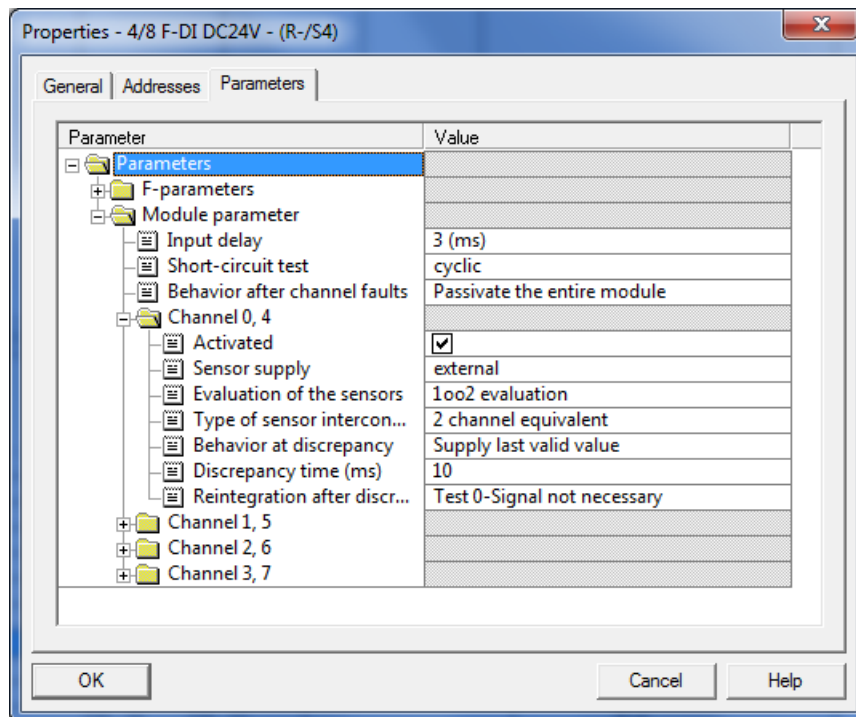 Properties - 4/8 F-DI DC24V - (R-/S4)
General Addresses Parameters
Parameter Value
Parameters
F-parameters
Module parameter
Input delay 3 (ms)
Short-circuit test cyclic
Behavior after channel faults Passivate the entire module
Channel 0, 4
Activated
Sensor supply external
Evaluation of the sensors 1oo2 evaluation
Type of sensor intercon... 2 channel equivalent
Behavior at discrepancy Supply last valid value
Discrepancy time (ms) 10
Reintegration after discr... Test 0-Signal not necessary
Channel 1, 5
Channel 2, 6
Channel 3, 7
OK Cancel Help